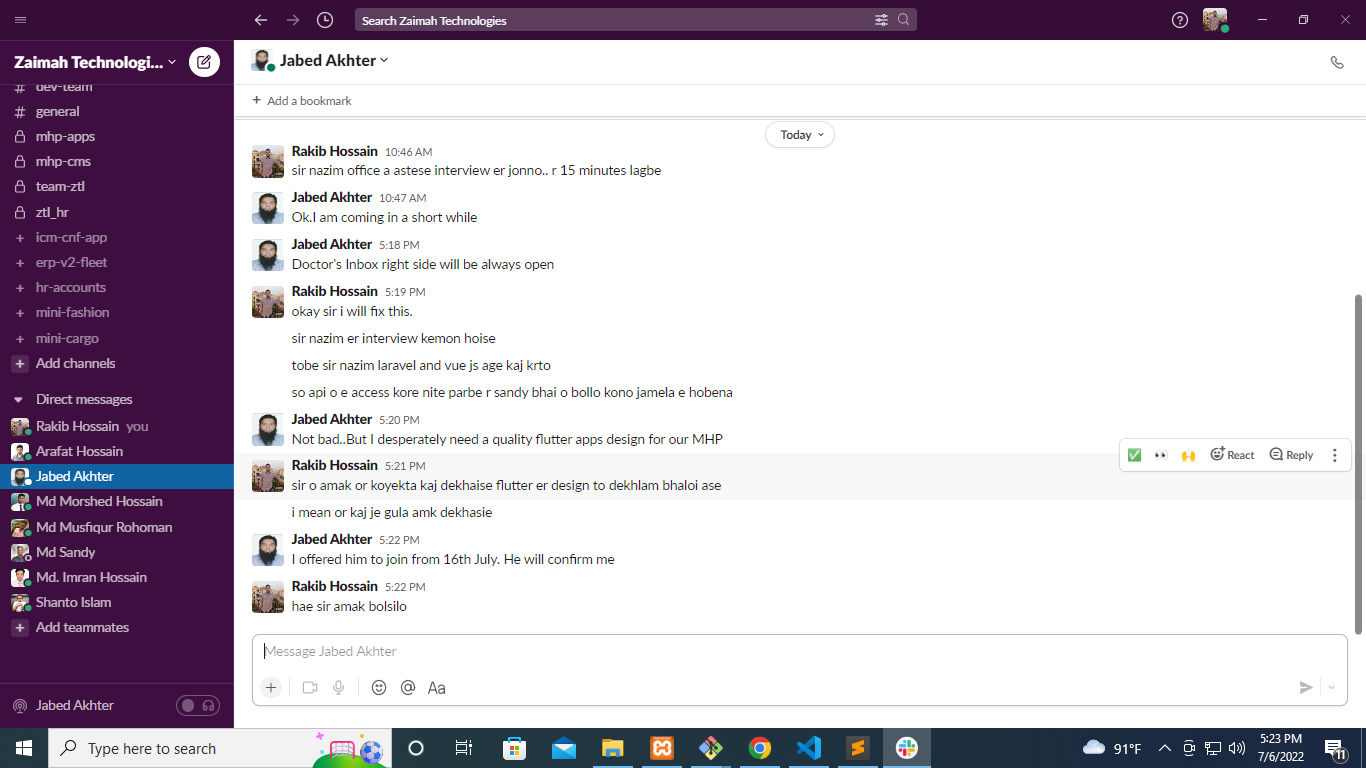 Search Zaimah Technologies
Zaimah Technologi...
dev-team
general
mhp-apps
mhp-cms
team-ztl
ztl_hr
icm-cnf-app
erp-v2-fleet
hr-accounts
mini-fashion
mini-cargo
Add channels
Direct messages
Rakib Hossain you
Arafat Hossain
Jabed Akhter
Md Morshed Hossain
Md Musfiqur Rohoman
Md Sandy
Md. Imran Hossain
Shanto Islam
Add teammates
Jabed Akhter
Jabed Akhter
+ Add a bookmark
Today
Rakib Hossain 10:46 AM
sir nazim office a astese interview er jonno.. r 15 minutes lagbe
Jabed Akhter 10:47 AM
Ok.I am coming in a short while
Jabed Akhter 5:18 PM
Doctor's Inbox right side will be always open
Rakib Hossain 5:19 PM
okay sir i will fix this.
sir nazim er interview kemon hoise
tobe sir nazim laravel and vue js age kaj krto
so api o e access kore nite parbe r sandy bhai o bollo kono jamela e hobena
Jabed Akhter 5:20 PM
Not bad..But I desperately need a quality flutter apps design for our MHP
Rakib Hossain 5:21 PM
React Reply
sir o amak or koyekta kaj dekhaise flutter er design to dekhlam bhaloi ase
i mean or kaj je gula amk dekhasie
Jabed Akhter 5:22 PM
I offered him to join from 16th July. He will confirm me
Rakib Hossain 5:22 PM
hae sir amak bolsilo
Message Jabed Akhter
Aa
Type here to search
91°F
5:23 PM
7/6/2022
11